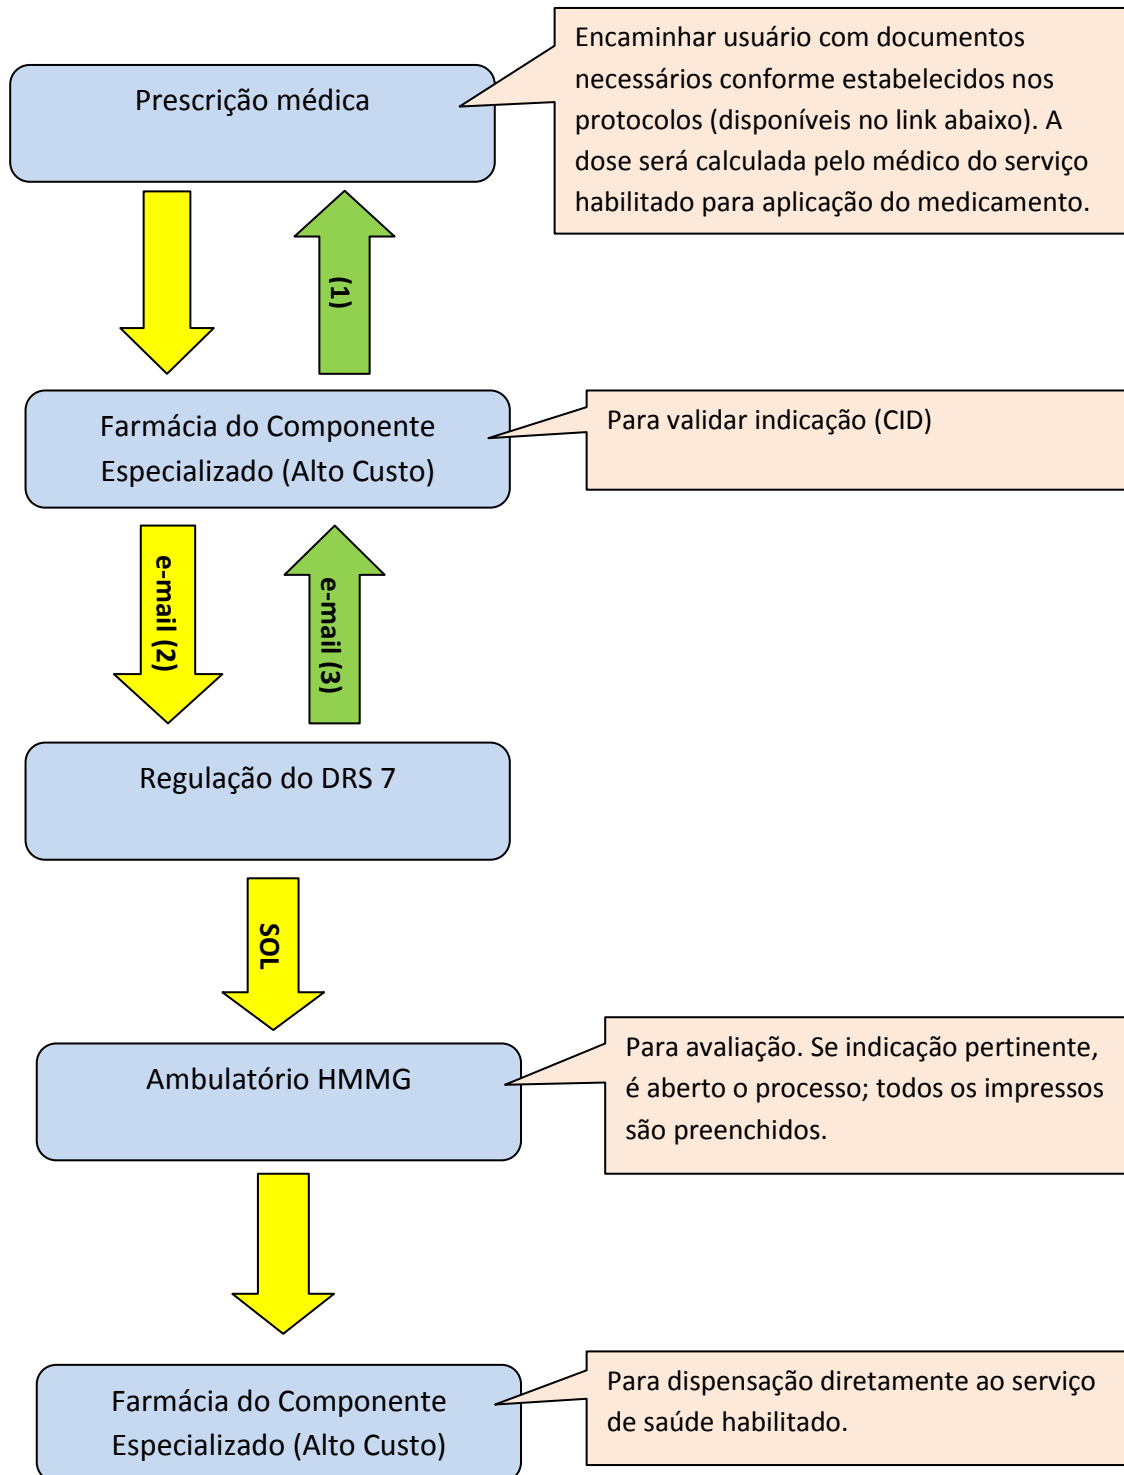 Prescrição médica
Encaminhar usuário com documentos
necessários conforme estabelecidos nos
protocolos (disponíveis no link abaixo). A
dose será calculada pelo médico do serviço
habilitado para aplicação do medicamento.
(1)
Farmácia do Componente
Especializado (Alto Custo)
Para validar indicação (CID)
e-mail (2)
e-mail (3)
Regulação do DRS 7
SOL
Ambulatório HMMG
Para avaliação. Se indicação pertinente,
é aberto o processo; todos os impressos
são preenchidos.
Farmácia do Componente
Especializado (Alto Custo)
Para dispensação diretamente ao serviço
de saúde habilitado.